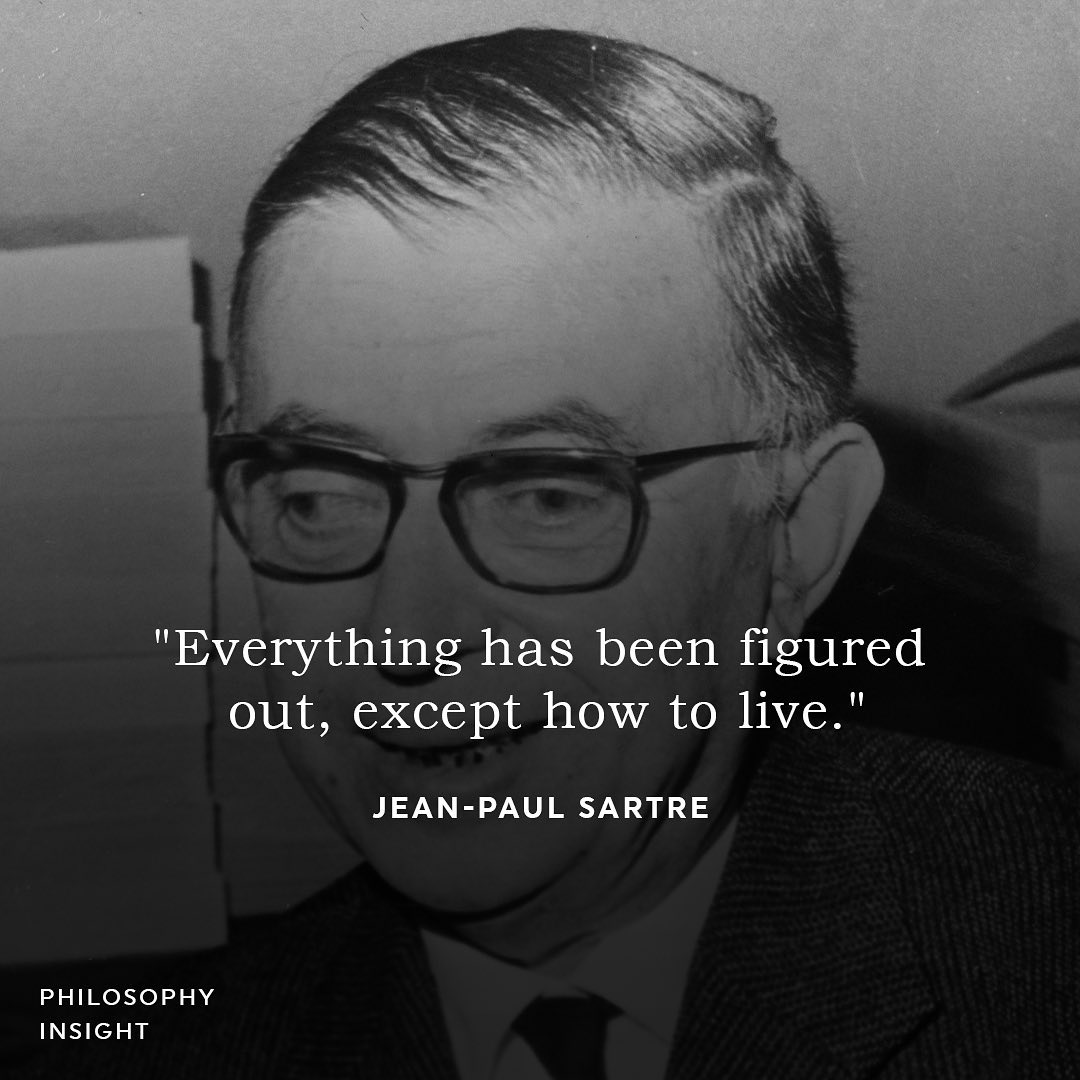 "Everything has been figured
out, except how to live."
JEAN-PAUL SARTRE
PHILOSOPHY
INSIGHT